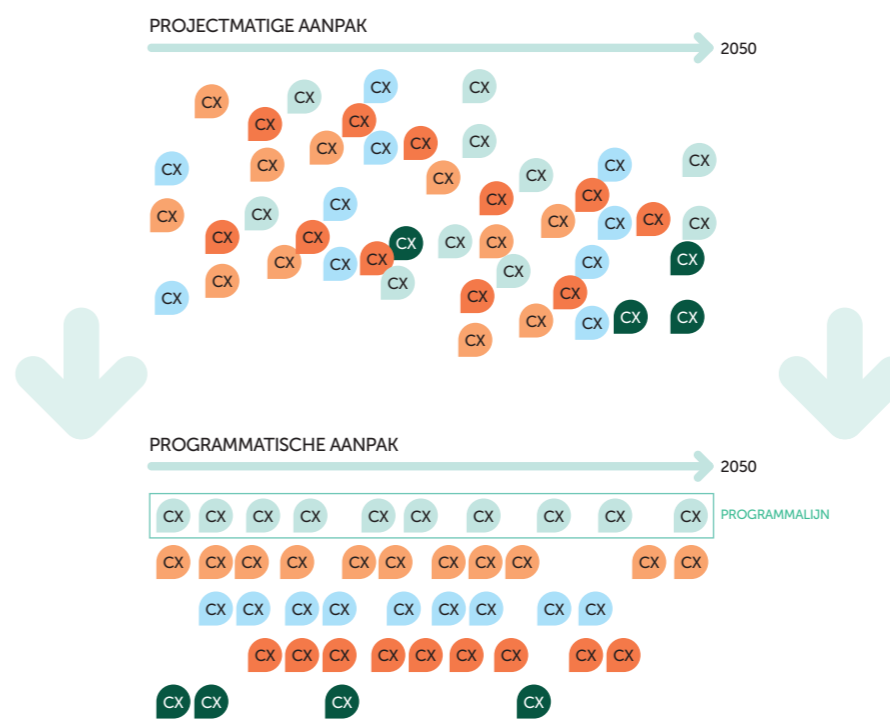 PROJECTMATIGE AANPAK
2050
CX CX
CX CX
CX CX
CX CX CX CX
CX CX CX CX CX CX
CX CX CX CX CX CX CX CX CX
CX CX CX CX CX
CX CX CX CX CX CX
CX CX CX CX CX
CX CX CX CX
CX
PROGRAMMATISCHE AANPAK
2050
CX CX CX CX CX CX CX CX CX CX PROGRAMMALIJN
CX CX CX CX CX CX CX CX CX CX CX
CX CX CX CX CX CX CX CX CX
CX CX CX CX CX CX CX CX CX
CX CX CX CX